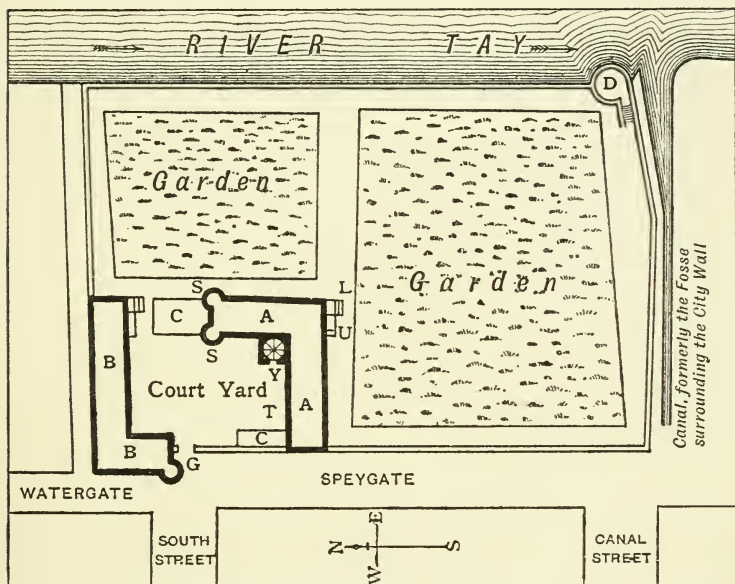 RIVER TAY
D
Garden
Garden
S
L
C
A
U
S
B
Y
Court Yard
A
T
C
B
G
Canal, formerly the Fosse
surrounding the City Wall
WATERGATE
SPEYGATE
SOUTH
STREET
E
N
S
W
CANAL
STREET